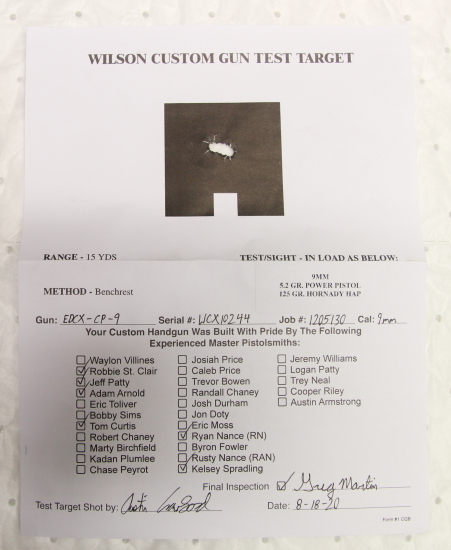 WILSON CUSTOM GUN TEST TARGET
RANGE - 15 YDS
TEST/SIGHT - IN LOAD AS BELOW:
METHOD - Benchrest
9MM
5.2 GR. POWER PISTOL
125 GR. HORNADY HAP
Gun: EDCX-CP-9 Serial #: WCX10244 Job #: 1205130 Cal: 9mm
Your Custom Handgun Was Built With Pride By The Following
Experienced Master Pistolsmiths:
Waylon Villines
Robbie St. Clair
Jeff Patty
Adam Arnold
Eric Toliver
Bobby Sims
Tom Curtis
Robert Chaney
Marty Birchfield
Kadan Plumlee
Chase Peyrot
Josiah Price
Caleb Price
Trevor Bowen
Randall Chaney
Josh Durham
Jon Doty
Eric Moss
Ryan Nance (RN)
Byron Fowler
Rusty Nance (RAN)
Kelsey Spradling
Jeremy Williams
Logan Patty
Trey Neal
Cooper Riley
Austin Armstrong
Final Inspection Greg Martin
Test Target Shot by:
Date: 8-18-20
Form #1 CGB